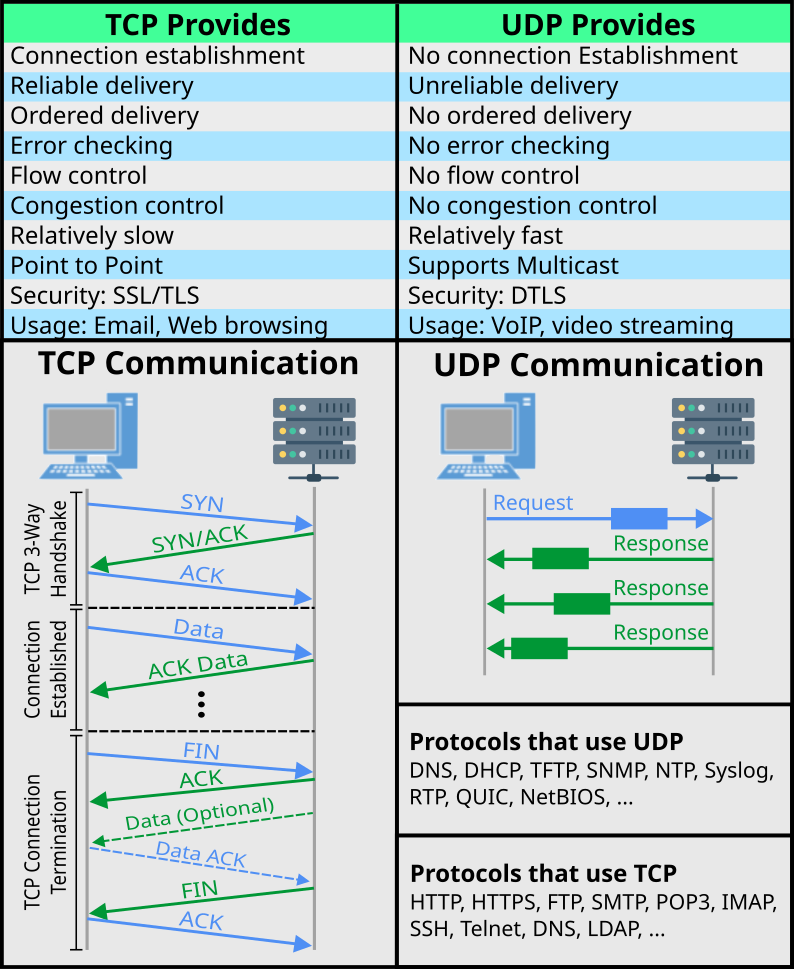 TCP Provides
Connection establishment
Reliable delivery
Ordered delivery
Error checking
Flow control
Congestion control
Relatively slow
Point to Point
Security: SSL/TLS
Usage: Email, Web browsing
UDP Provides
No connection Establishment
Unreliable delivery
No ordered delivery
No error checking
No flow control
No congestion control
Relatively fast
Supports Multicast
Security: DTLS
Usage: VoIP, video streaming
TCP Communication
TCP 3-Way
Handshake
SYN
SYN/ACK
ACK
Connection
Established
Data
ACK Data
TCP Connection
Termination
FIN
ACK
Data (Optional)
Data ACK
FIN
ACK
UDP Communication
Request
Response
Response
Response
Protocols that use UDP
DNS, DHCP, TFTP, SNMP, NTP, Syslog,
RTP, QUIC, NetBIOS, ...
Protocols that use TCP
HTTP, HTTPS, FTP, SMTP, POP3, IMAP,
SSH, Telnet, DNS, LDAP, ...